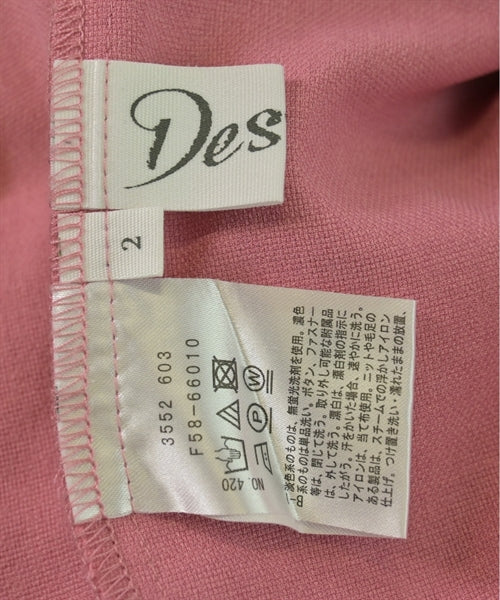 Des
2
3552 603
F58-66010
NO. 420
P
W
淡色系のものは、無蛍光洗剤を使用。濃色
系のものは単品洗い。ボタン、ファスナー
等は、閉じて洗う。取り外し可能な附属品
は、外して洗う。漂白は、漂白剤の指示に
したがう。汗をかいた場合、速やかに洗う。
アイロンは、当て布使用。ニットや毛足の
ある製品は、スチームでの浮かしアイロン
仕上げ。つけ置き洗い・濡れたままの放置、